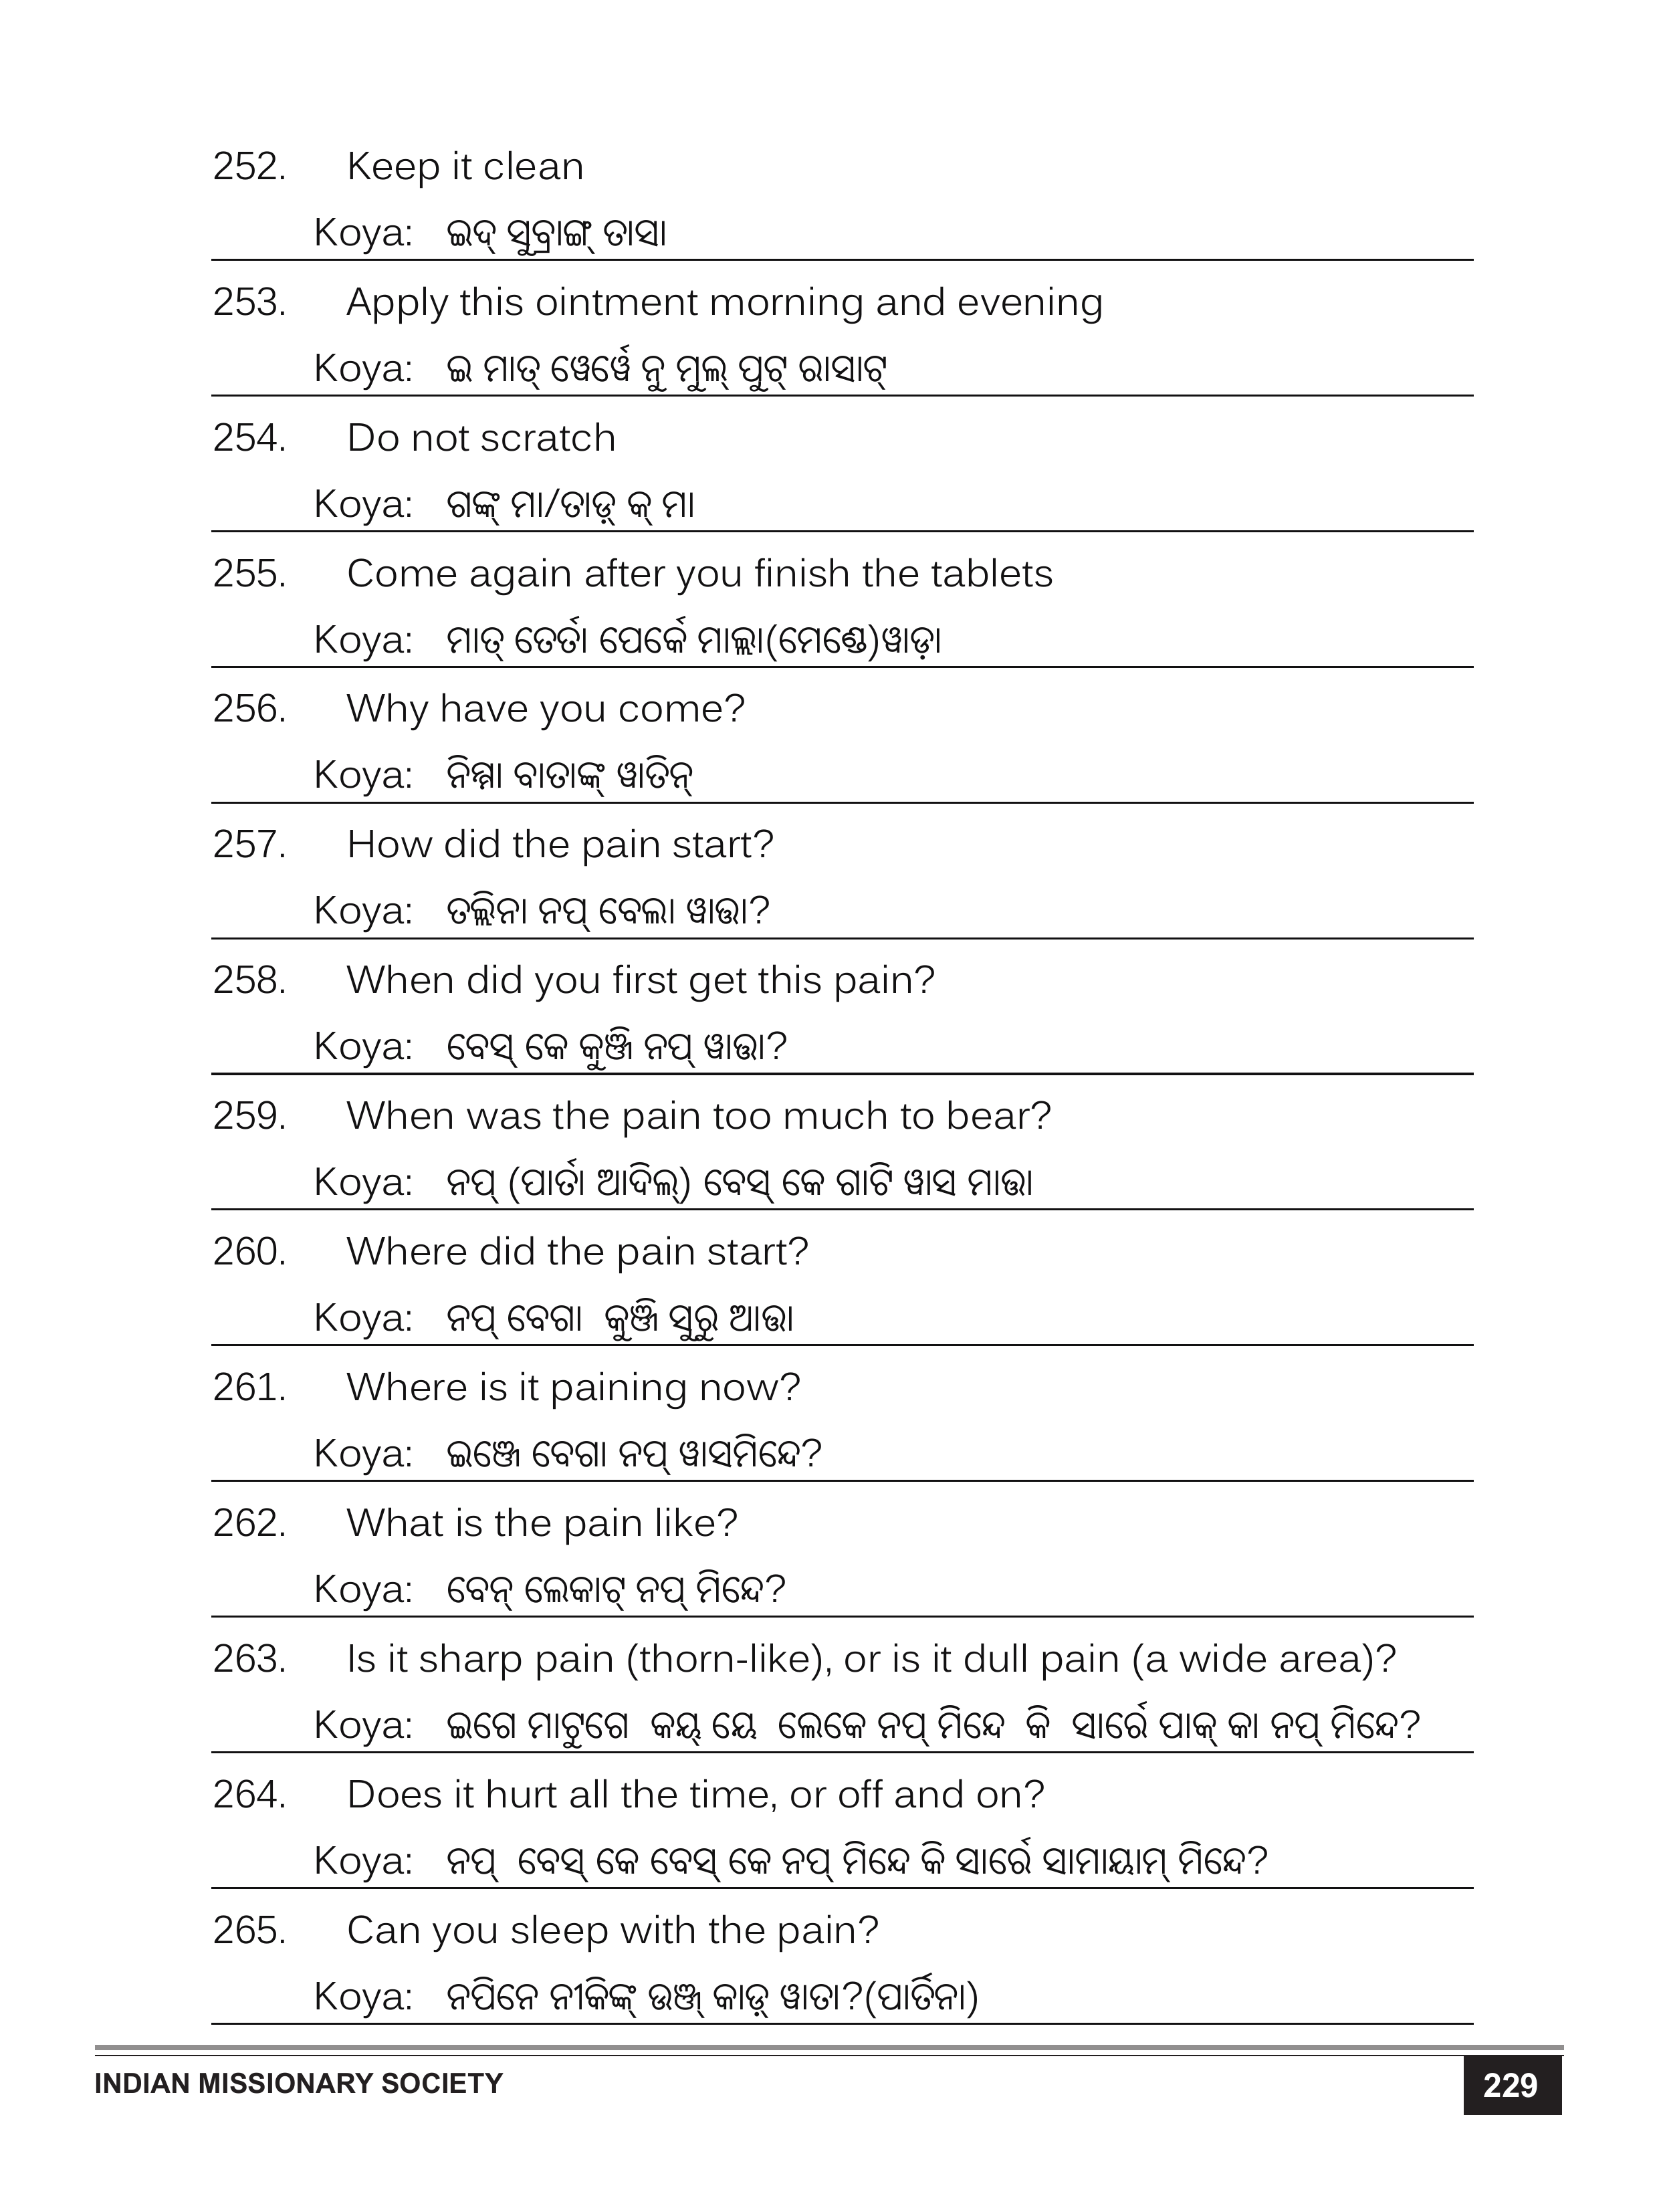 252. Keep it clean
Koya: ଇଦ୍ ସୁବ୍ରାଙ୍ଗ୍ ତାସା
253. Apply this ointment morning and evening
Koya: ଇ ମାତ୍ ୱେର୍ୱେ ନୁ ମୁଲ୍ ପୁଟ୍ ରାସାଟ୍
254. Do not scratch
Koya: ଗଙ୍କ୍ ମା/ତାଡ଼୍ କ୍ ମା
255. Come again after you finish the tablets
Koya: ମାତ୍ ତେର୍ତା ପେର୍କେ ମାଲ୍ଲା(ମେଣ୍ଡେ)ୱାଡ଼ା
256. Why have you come?
Koya: ନିମ୍ମା ବାତାଙ୍କ୍ ୱାତିନ୍
257. How did the pain start?
Koya: ତଲ୍ଲିନା ନପ୍ ବେଲା ୱାତ୍ତା?
258. When did you first get this pain?
Koya: ବେସ୍ କେ କୁଞ୍ଜି ନପ୍ ୱାତ୍ତା?
259. When was the pain too much to bear?
Koya: ନପ୍ (ପାର୍ତା ଆଦିଲ୍) ବେସ୍ କେ ଗାଟି ୱାସ ମାତ୍ତା
260. Where did the pain start?
Koya: ନପ୍ ବେଗା କୁଞ୍ଜି ସୁରୁ ଆତ୍ତା
261. Where is it paining now?
Koya: ଇଞ୍ଜେ ବେଗା ନପ୍ ୱାସମିନ୍ଦେ?
262. What is the pain like?
Koya: ବେନ୍ ଲେକାଟ୍ ନପ୍ ମିନ୍ଦେ?
263. Is it sharp pain (thorn-like), or is it dull pain (a wide area)?
Koya: ଇଗେ ମାଟୁଗେ କୟ୍ ୟେ ଲେକେ ନପ୍ ମିନ୍ଦେ କି ସାର୍ରେ ପାକ୍ କା ନପ୍ ମିନ୍ଦେ?
264. Does it hurt all the time, or off and on?
Koya: ନପ୍ ବେସ୍ କେ ବେସ୍ କେ ନପ୍ ମିନ୍ଦେ କି ସାର୍ରେ ସାମାୟାମ୍ ମିନ୍ଦେ?
265. Can you sleep with the pain?
Koya: ନପିନେ ନୀକିଙ୍କ୍ ଉଞ୍ଜ୍ କାଡ଼୍ ୱାତା?(ପାର୍ତିନା)
INDIAN MISSIONARY SOCIETY
229